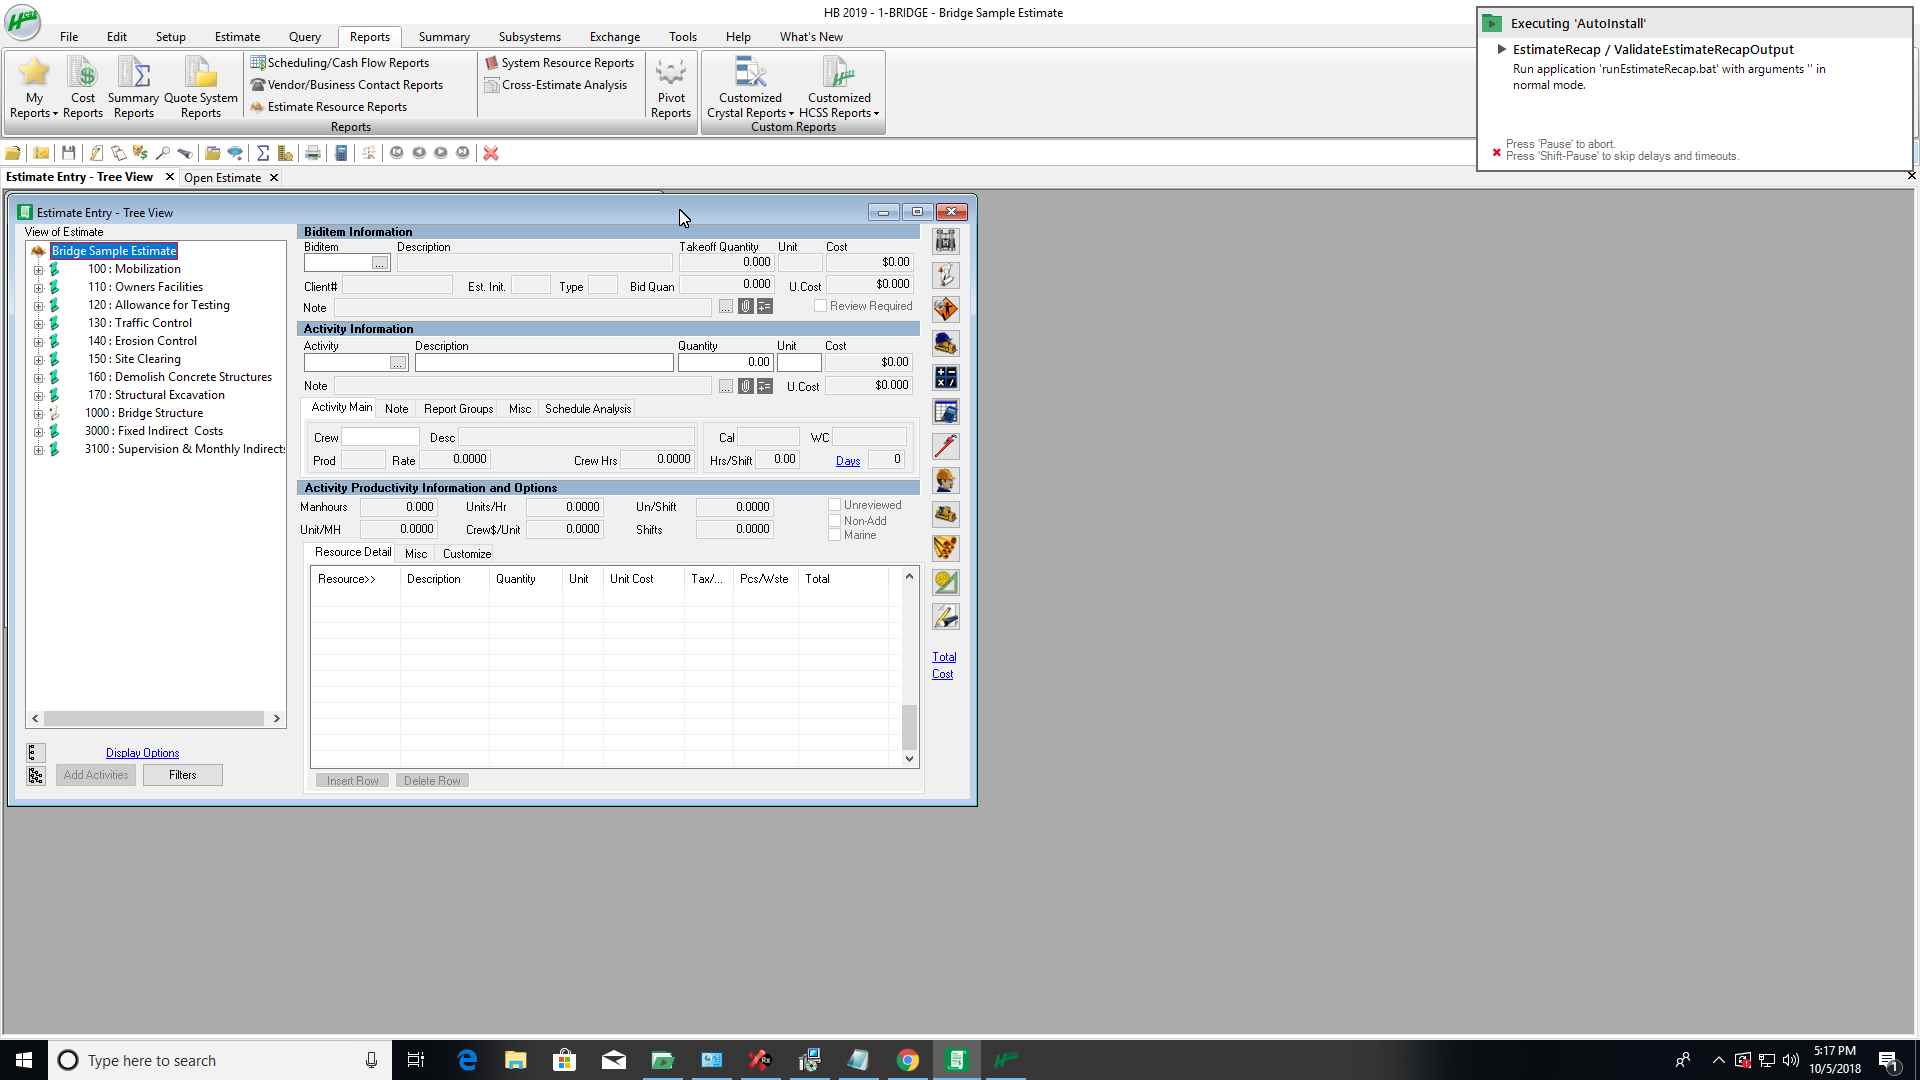 HB 2019 - 1-BRIDGE - Bridge Sample Estimate
File Edit Setup Estimate Query Reports Summary Subsystems Exchange Tools Help What's New
My Reports
Cost Reports
Summary Reports
Quote System Reports
Scheduling/Cash Flow Reports
Vendor/Business Contact Reports
Estimate Resource Reports
System Resource Reports
Cross-Estimate Analysis
Pivot Reports
Reports
Customized Crystal Reports
Customized HCSS Reports
Custom Reports
Executing 'AutoInstall'
EstimateRecap / ValidateEstimateRecapOutput
Run application 'runEstimateRecap.bat' with arguments '' in
normal mode.
Press 'Pause' to abort.
Press 'Shift-Pause' to skip delays and timeouts.
Estimate Entry - Tree View Open Estimate
Estimate Entry - Tree View
View of Estimate
Bridge Sample Estimate
100 : Mobilization
110 : Owners Facilities
120 : Allowance for Testing
130 : Traffic Control
140 : Erosion Control
150 : Site Clearing
160 : Demolish Concrete Structures
170 : Structural Excavation
1000 : Bridge Structure
3000 : Fixed Indirect Costs
3100 : Supervision & Monthly Indirects
Display Options
Add Activities Filters
Biditem Information
Biditem Description Takeoff Quantity Unit Cost
... 0.000 $0.00
Client# Est. Init. Type Bid Quan 0.000 U.Cost $0.000
Note ... Review Required
Activity Information
Activity Description Quantity Unit Cost
... 0.00 $0.00
Note ... U.Cost $0.000
Activity Main Note Report Groups Misc Schedule Analysis
Crew Desc Cal WC
Prod Rate 0.0000 Crew Hrs 0.0000 Hrs/Shift 0.00 Days 0
Activity Productivity Information and Options
Manhours 0.000 Units/Hr 0.0000 Un/Shift 0.0000 Unreviewed
Non-Add
Unit/MH 0.0000 Crew$/Unit 0.0000 Shifts 0.0000 Marine
Resource Detail Misc Customize
Resource>> Description Quantity Unit Unit Cost Tax/... Pcs/Wste Total
Insert Row Delete Row
Total
Cost
Type here to search
5:17 PM
10/5/2018
1